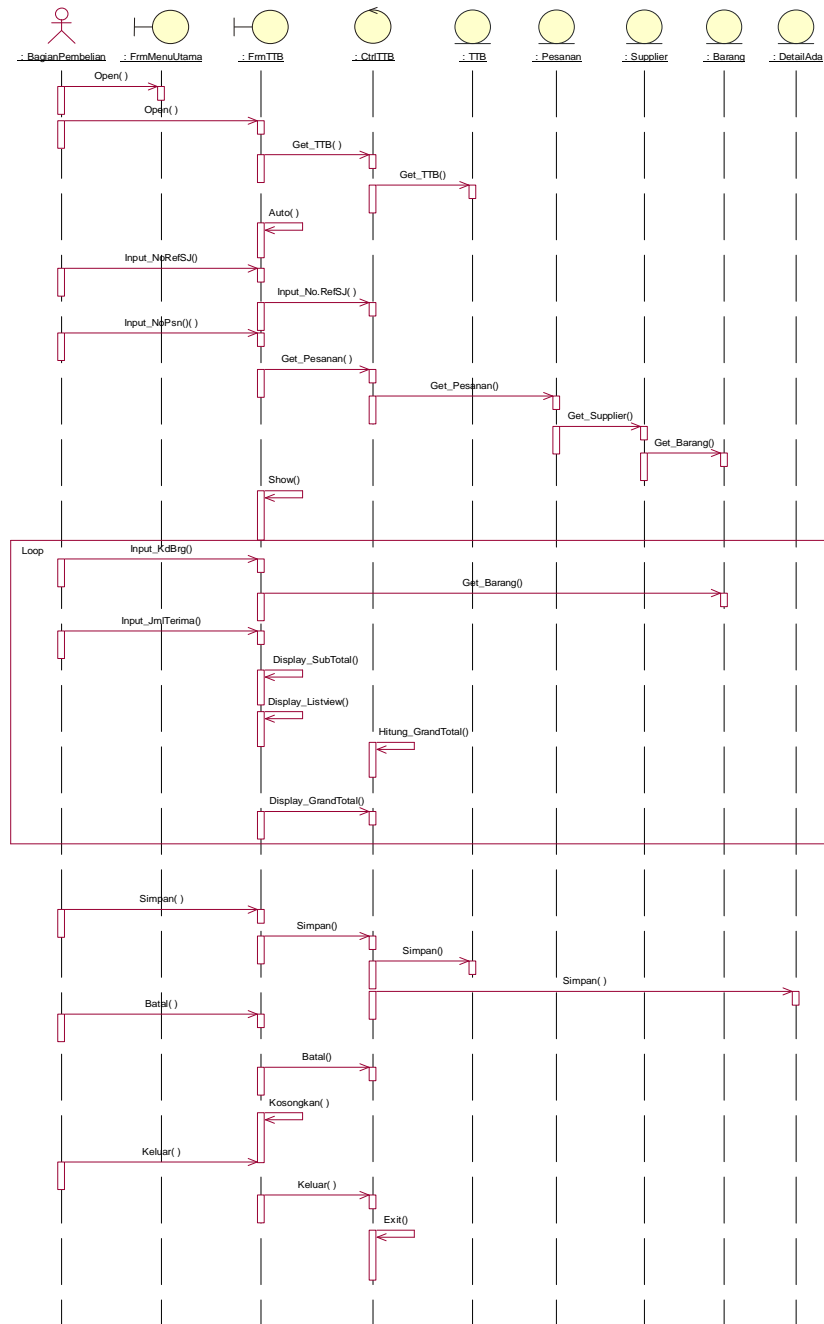 : BagianPembelian
: FrmMenuUtama
: FrmTTB
: CtrlTTB
: TTB
: Pesanan
: Supplier
: Barang
: DetailAda
Open( )
Open( )
Get_TTB( )
Get_TTB()
Auto( )
Input_NoRefSJ()
Input_No.RefSJ( )
Input_NoPsn()( )
Get_Pesanan( )
Get_Pesanan()
Get_Supplier()
Get_Barang()
Show()
Loop
Input_KdBrg()
Get_Barang()
Input_JmlTerima()
Display_SubTotal()
Display_Listview()
Hitung_GrandTotal()
Display_GrandTotal()
Simpan( )
Simpan()
Simpan()
Simpan( )
Batal( )
Batal()
Kosongkan( )
Keluar( )
Keluar( )
Exit()